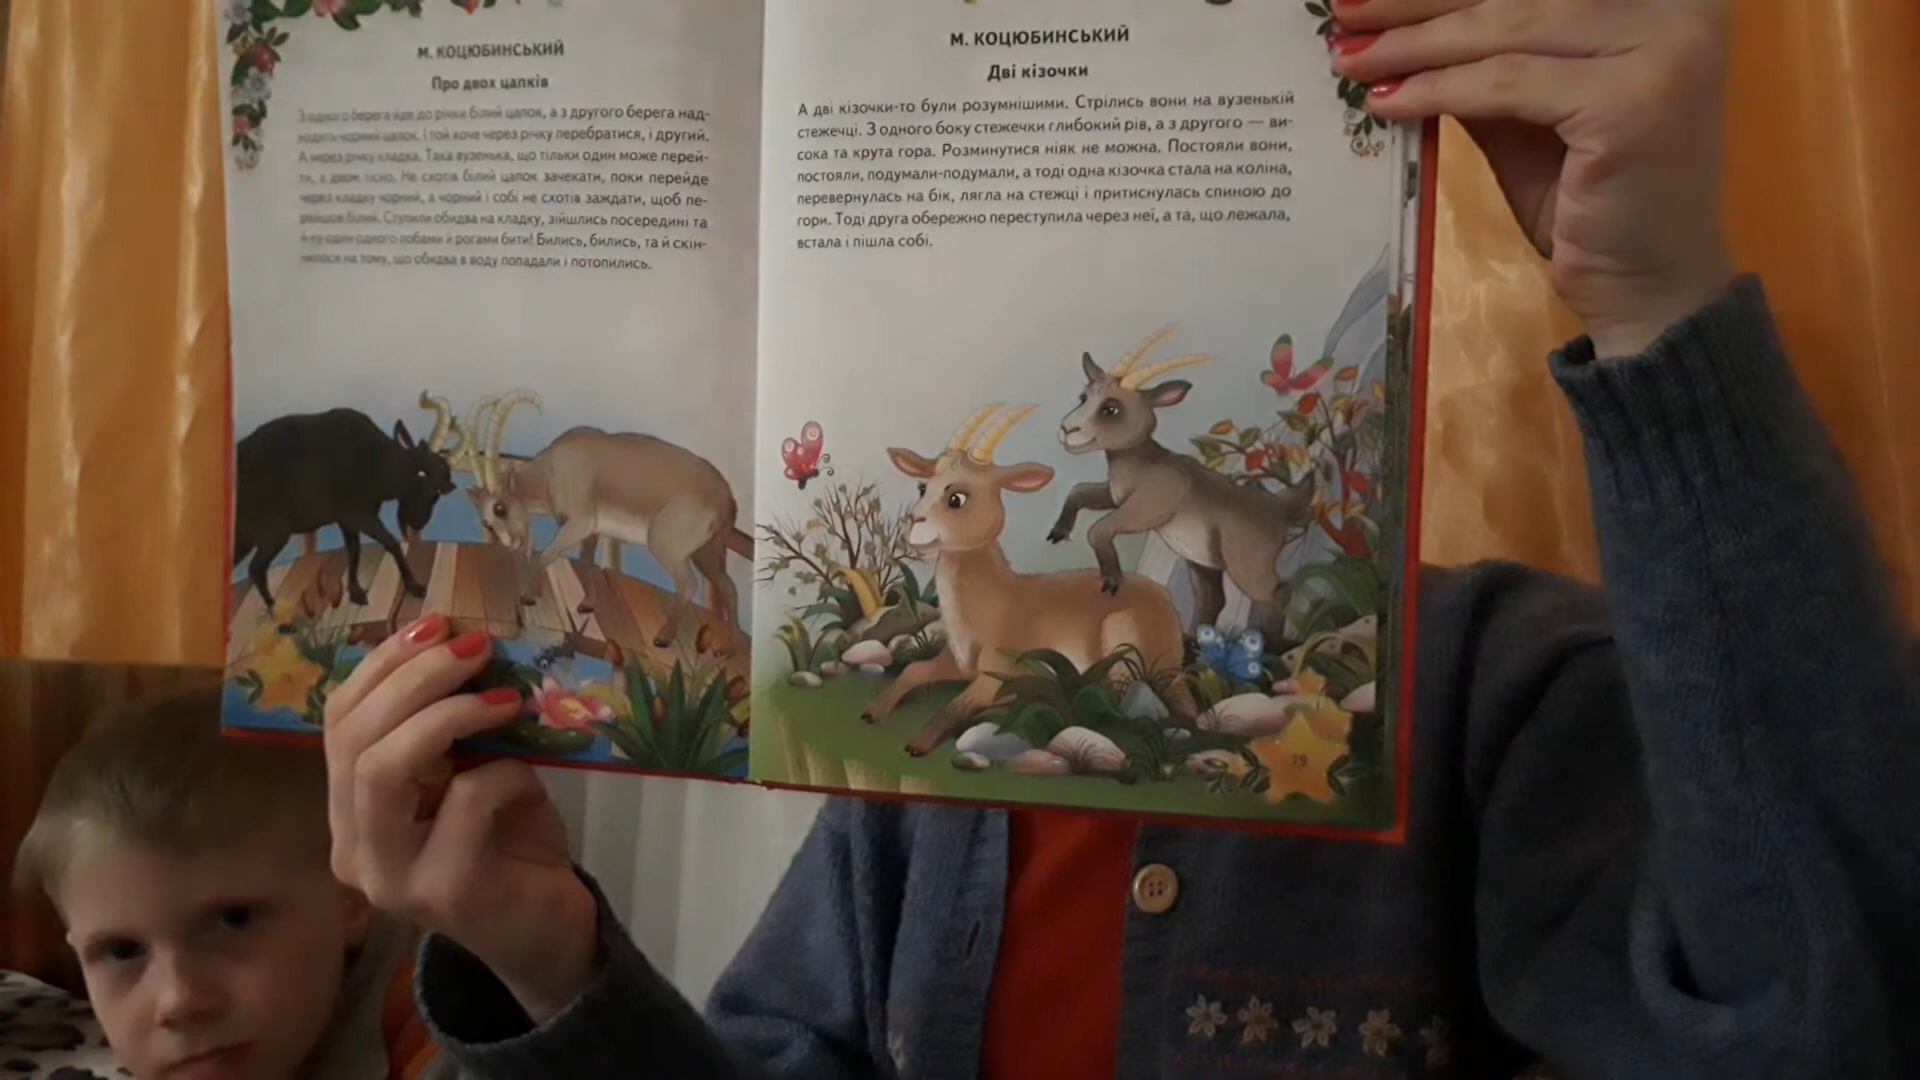 М. КОЦЮБИНСЬКИЙ
Про двох цапків
З одного берега йде до річки білий цапок, а з другого берега над-
ходить чорний цапок. І той хоче через річку перебратися, і другий.
А через річку кладка. Така вузенька, що тільки один може перей-
ти, а двом тісно. Не схотів білий цапок зачекати, поки перейде
через кладку чорний, а чорний і собі не схотів заждати, щоб пе-
рейшов білий. Ступили обидва на кладку, зійшлись посередині та
й ну один одного лобами й рогами бити! Бились, бились, та й скін-
чилося на тому, що обидва в воду попадали і потопились.
М. КОЦЮБИНСЬКИЙ
Дві кізочки
А дві кізочки-то були розумнішими. Стрілись вони на вузенькій
стежечці. З одного боку стежечки глибокий рів, а з другого — ви-
сока та крута гора. Розминутися ніяк не можна. Постояли вони,
постояли, подумали-подумали, а тоді одна кізочка стала на коліна,
перевернулась на бік, лягла на стежці і притиснулась спиною до
гори. Тоді друга обережно переступила через неї, а та, що лежала,
встала і пішла собі.
79